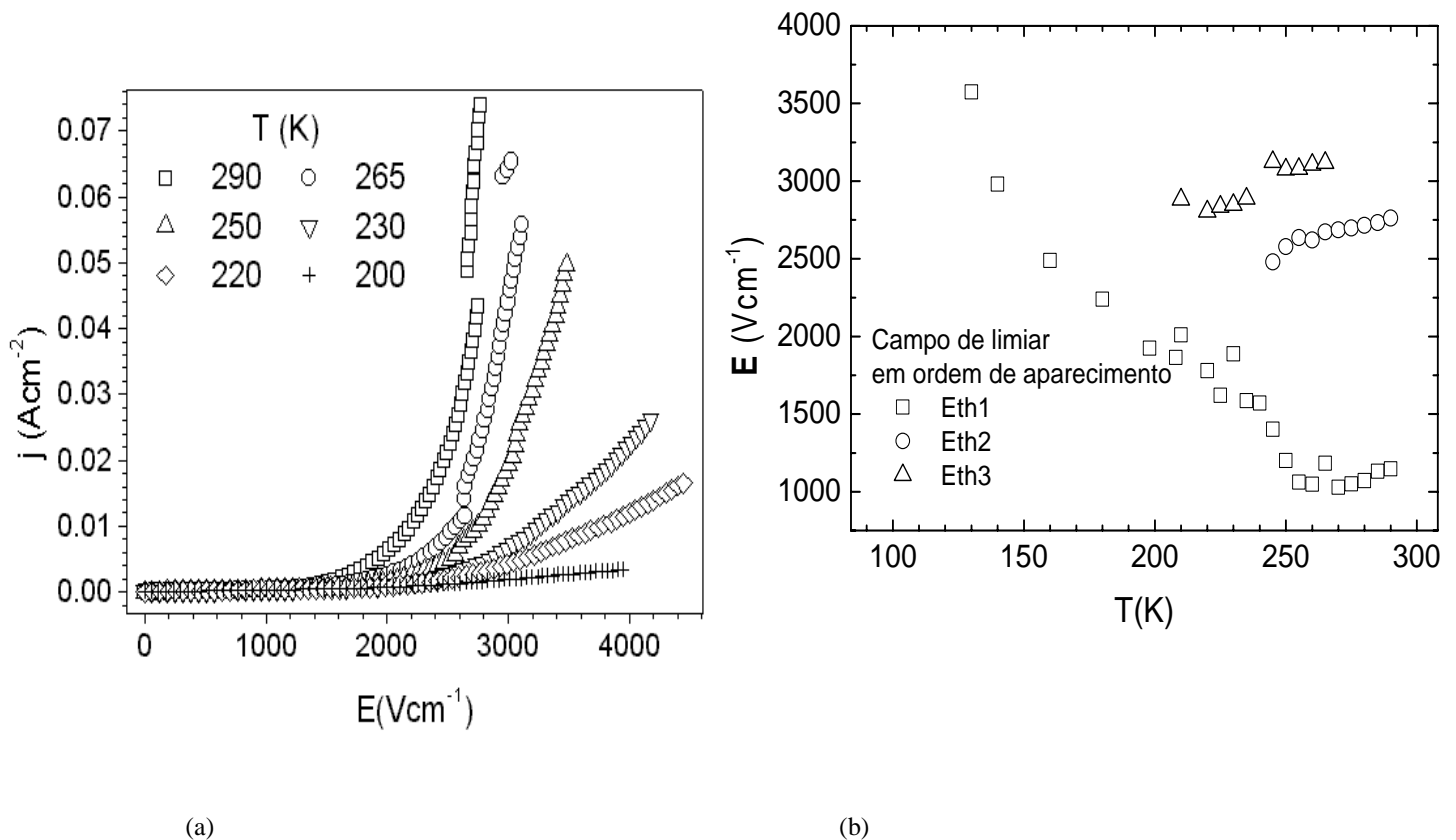 0.07
0.06
0.05
0.04
0.03
0.02
0.01
0.00
j (Acm⁻²)
T (K)
290 265
250 230
220 200
0 1000 2000 3000 4000
E(Vcm⁻¹)
(a)
4000
3500
3000
2500
2000
1500
1000
E (Vcm⁻¹)
Campo de limiar
em ordem de aparecimento
Eth1
Eth2
Eth3
100 150 200 250 300
T(K)
(b)